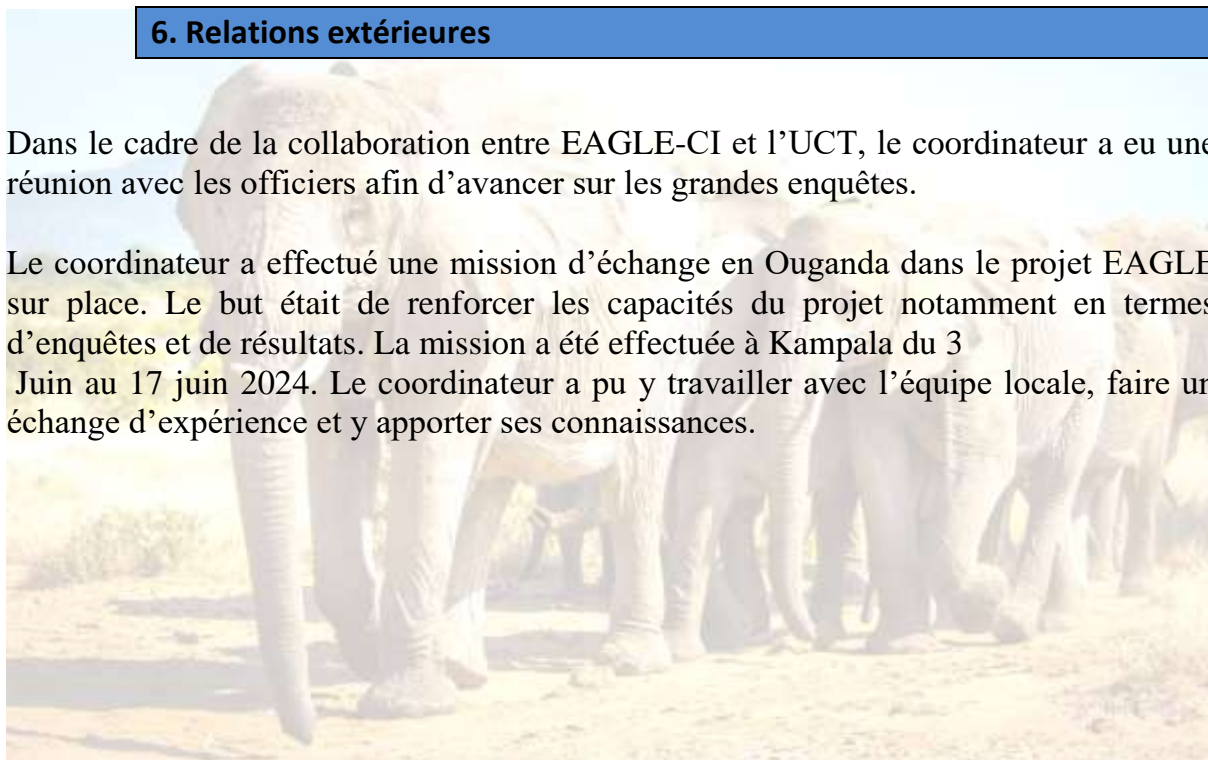 6. Relations extérieures
Dans le cadre de la collaboration entre EAGLE-CI et l’UCT, le coordinateur a eu une
réunion avec les officiers afin d’avancer sur les grandes enquêtes.
Le coordinateur a effectué une mission d’échange en Ouganda dans le projet EAGLE
sur place. Le but était de renforcer les capacités du projet notamment en termes
d’enquêtes et de résultats. La mission a été effectuée à Kampala du 3
Juin au 17 juin 2024. Le coordinateur a pu y travailler avec l’équipe locale, faire un
échange d’expérience et y apporter ses connaissances.